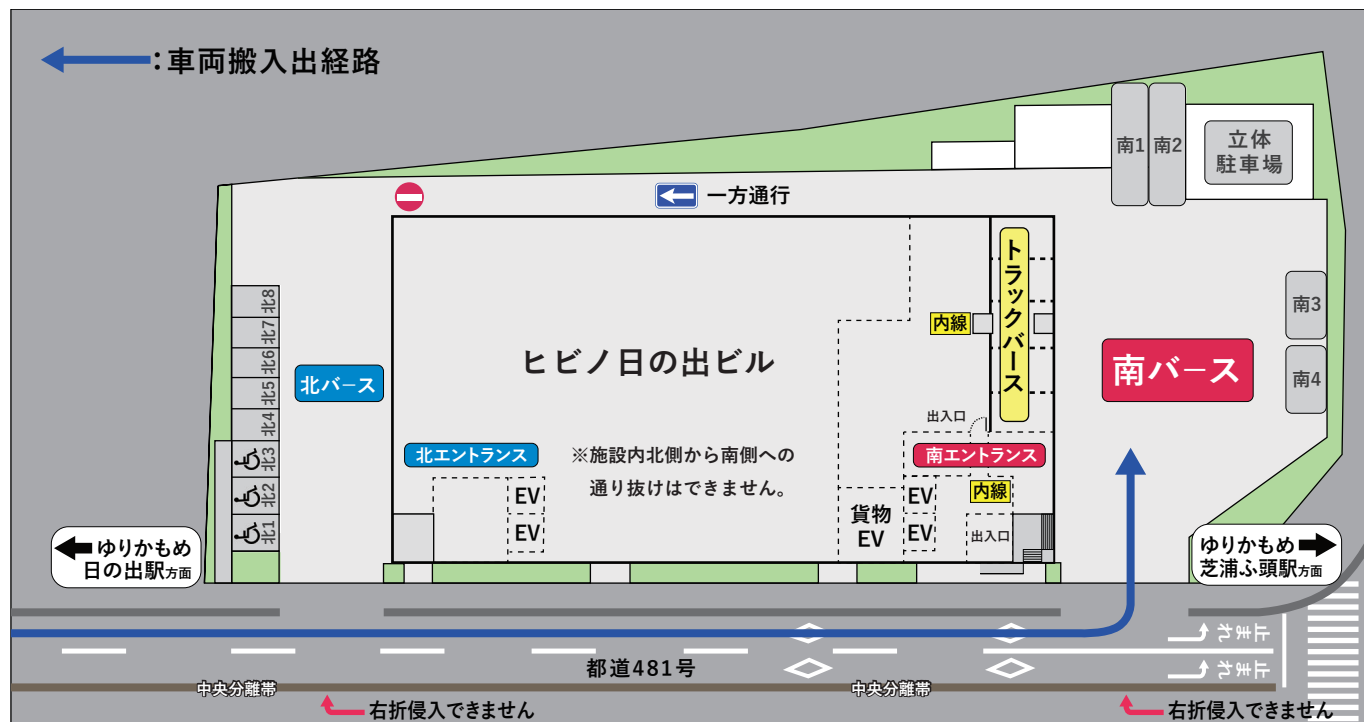 ：車両搬入出経路
南1
南2
立体
駐車場
一方通行
トラックバース
内線
南3
南4
ヒビノ日の出ビル
北バース
南バース
北8
北7
北6
北5
北4
北3
北2
北1
出入口
北エントランス
※施設内北側から南側への
通り抜けはできません。
南エントランス
EV
EV
貨物
EV
EV
EV
内線
出入口
ゆりかもめ
日の出駅方面
ゆりかもめ
芝浦ふ頭駅方面
止まれ
止まれ
都道481号
中央分離帯
中央分離帯
右折侵入できません
右折侵入できません